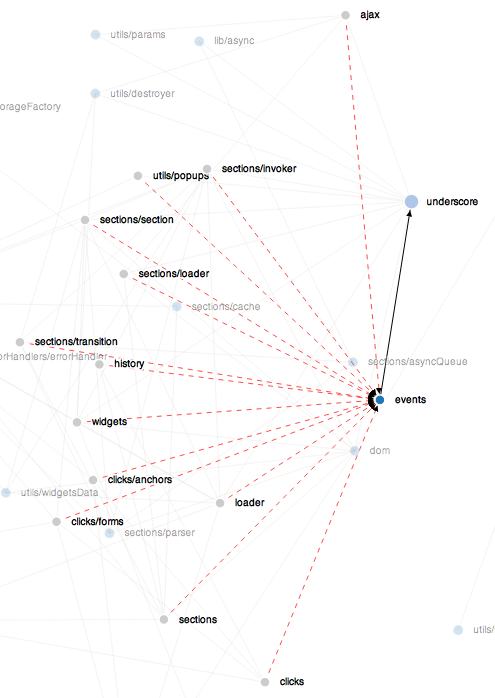 ajax
utils/params
lib/async
utils/destroyer
orageFactory
sections/invoker
utils/popups
underscore
sections/section
sections/loader
sections/cache
sections/transition
orHandlers/errorHandler
history
sections/asyncQueue
events
widgets
dom
clicks/anchors
utils/widgetsData
loader
clicks/forms
sections/parser
sections
utils/
clicks